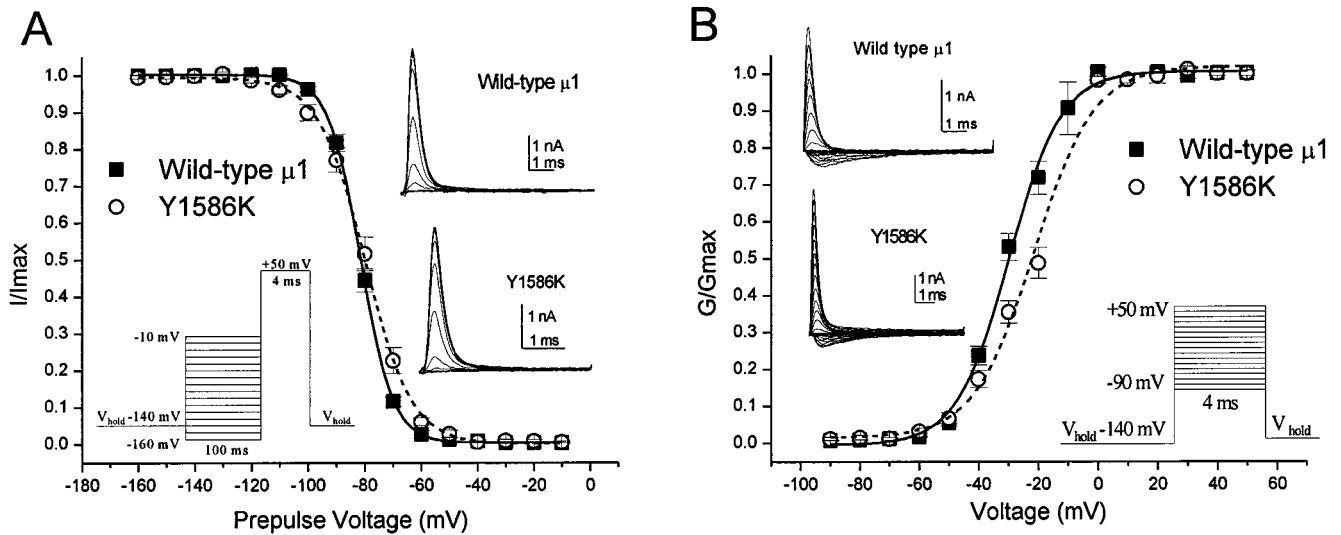 A
I/Imax
1.0
0.9
0.8
0.7
0.6
0.5
0.4
0.3
0.2
0.1
0.0
Wild-type μ1
1 nA
1 ms
Wild-type μ1
Y1586K
+50 mV
4 ms
Y1586K
1 nA
1 ms
-10 mV
Vhold -140 mV
-160 mV
100 ms
Vhold
-180 -160 -140 -120 -100 -80 -60 -40 -20 0
Prepulse Voltage (mV)
B
G/Gmax
1.0
0.9
0.8
0.7
0.6
0.5
0.4
0.3
0.2
0.1
0.0
Wild type μ1
1 nA
1 ms
Wild-type μ1
Y1586K
Y1586K
1 nA
1 ms
+50 mV
-90 mV
4 ms
Vhold -140 mV
Vhold
-100 -80 -60 -40 -20 0 20 40 60
Voltage (mV)